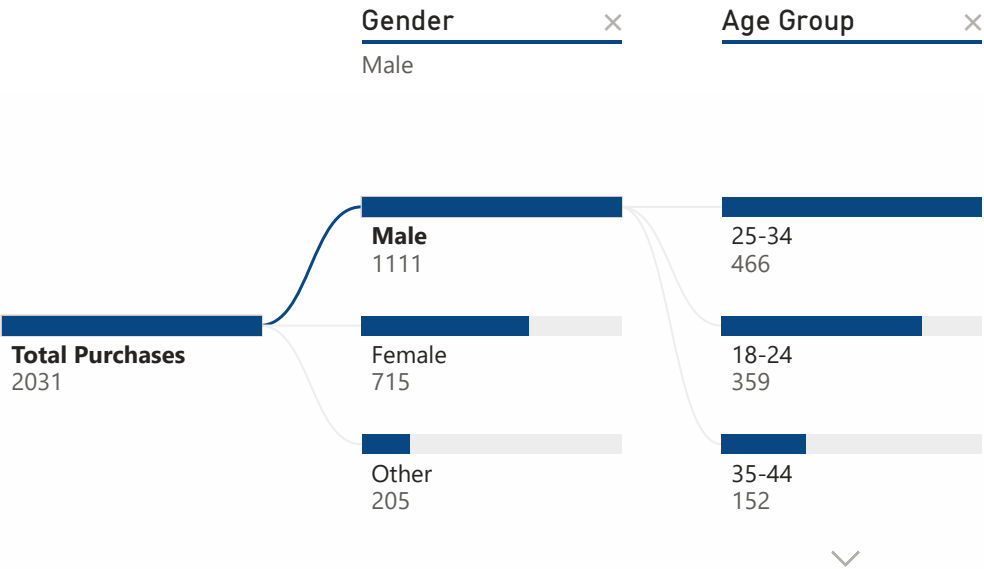 Gender
Age Group
Male
Male
1111
25-34
466
Total Purchases
2031
Female
715
18-24
359
Other
205
35-44
152